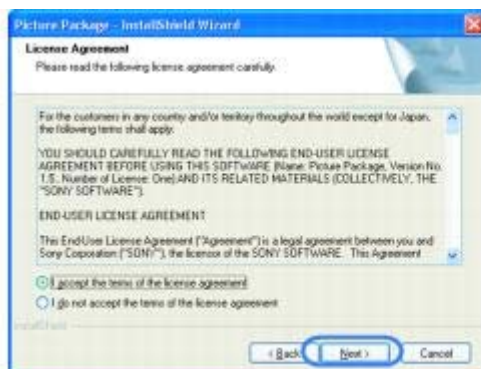 Picture Package - InstallShield Wizard
License Agreement
Please read the following license agreement carefully.
For the customers in any country and/or territory throughout the world except for Japan,
the following terms shall apply.
YOU SHOULD CAREFULLY READ THE FOLLOWING END-USER LICENSE
AGREEMENT BEFORE USING THIS SOFTWARE (Name: Picture Package, Version No.
1.5, Number of License: One) AND ITS RELATED MATERIALS (COLLECTIVELY, THE
"SONY SOFTWARE").
END-USER LICENSE AGREEMENT
This End-User License Agreement ("Agreement") is a legal agreement between you and
Sony Corporation ("SONY"), the licensor of the SONY SOFTWARE. This Agreement
I accept the terms of the license agreement
I do not accept the terms of the license agreement
InstallShield
< Back
Next >
Cancel